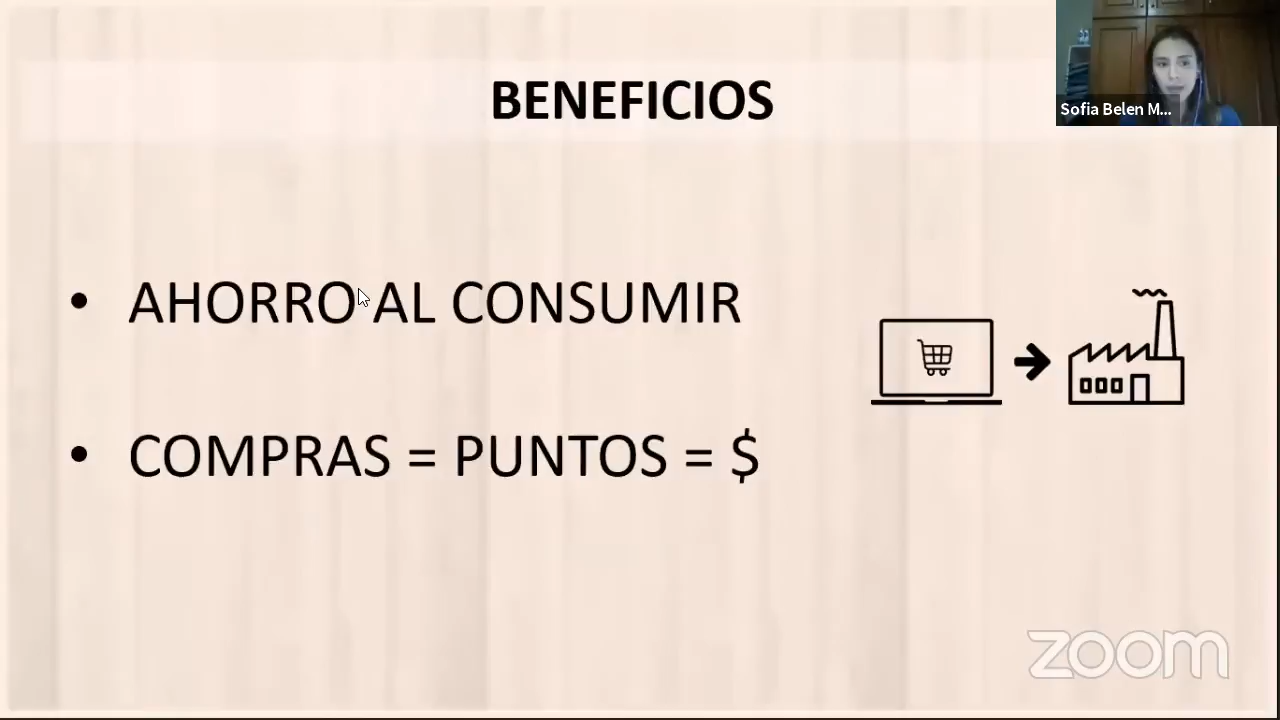 BENEFICIOS
Sofia Belen M...
• AHORRO AL CONSUMIR
• COMPRAS = PUNTOS = $
zoom